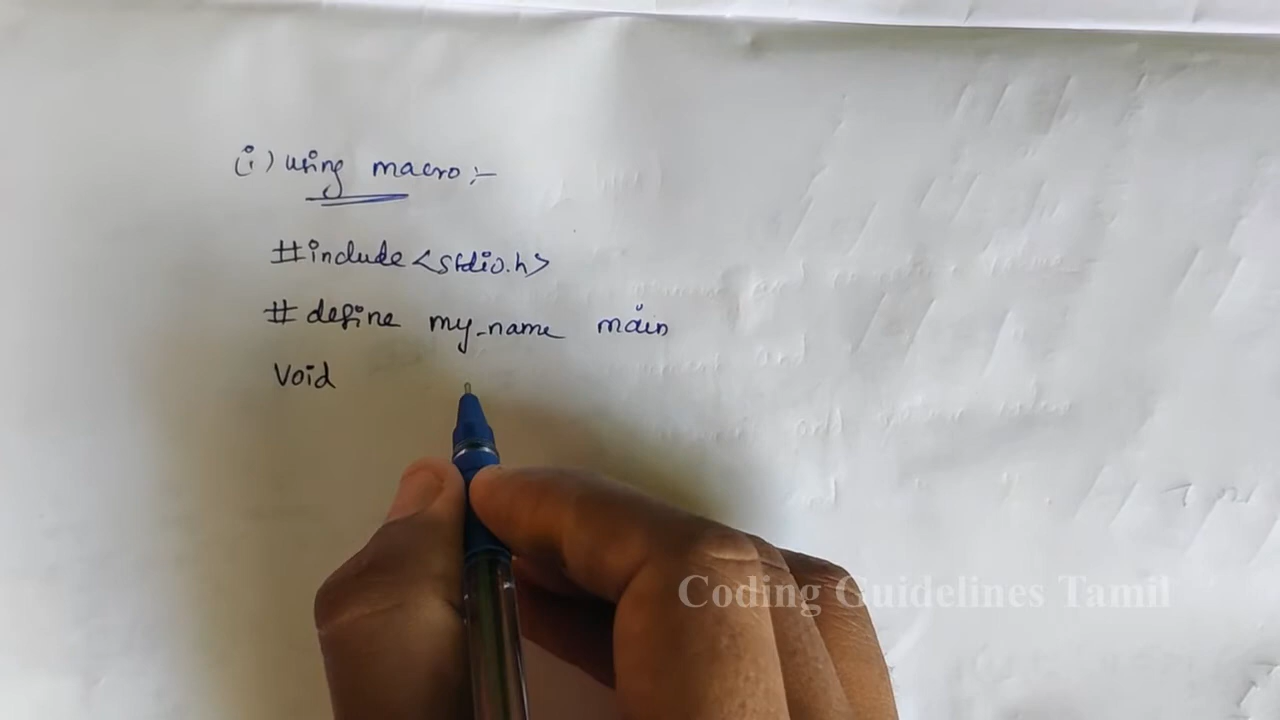 (i) using macro :-
#include <stdio.h>
# define my_name main
Void
Coding Guidelines Tamil